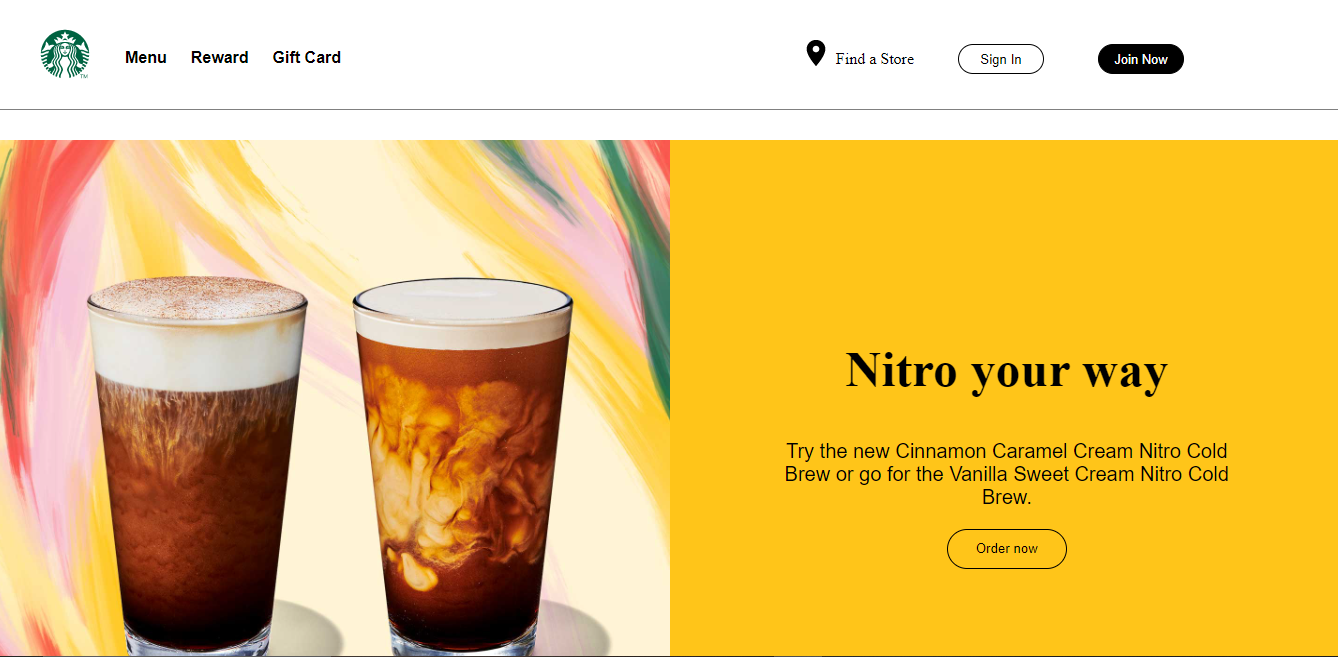 Menu Reward Gift Card
Find a Store
Sign In
Join Now
Nitro your way
Try the new Cinnamon Caramel Cream Nitro Cold
Brew or go for the Vanilla Sweet Cream Nitro Cold
Brew.
Order now
TM